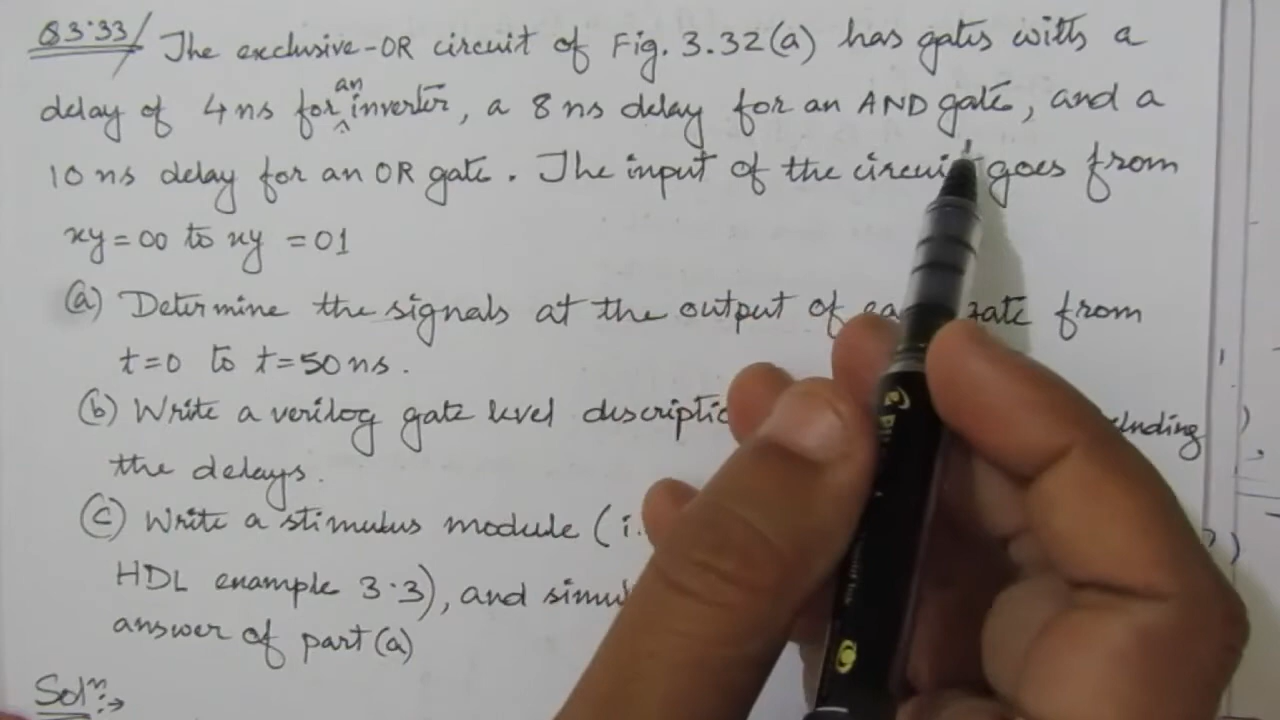 Q3.33/ The exclusive-OR circuit of Fig. 3.32(a) has gates with a
delay of 4 ns for an inverter, a 8 ns delay for an AND gate, and a
10 ns delay for an OR gate. The input of the circuit goes from
xy=00 to xy =01
(a) Determine the signals at the output of gate from
t=0 to t=50 ns.
(b) Write a verilog gate level
the delays.
(c) Write a stimulus module (i.
HDL example 3.3), and
answer of part (a)
Solⁿ:→